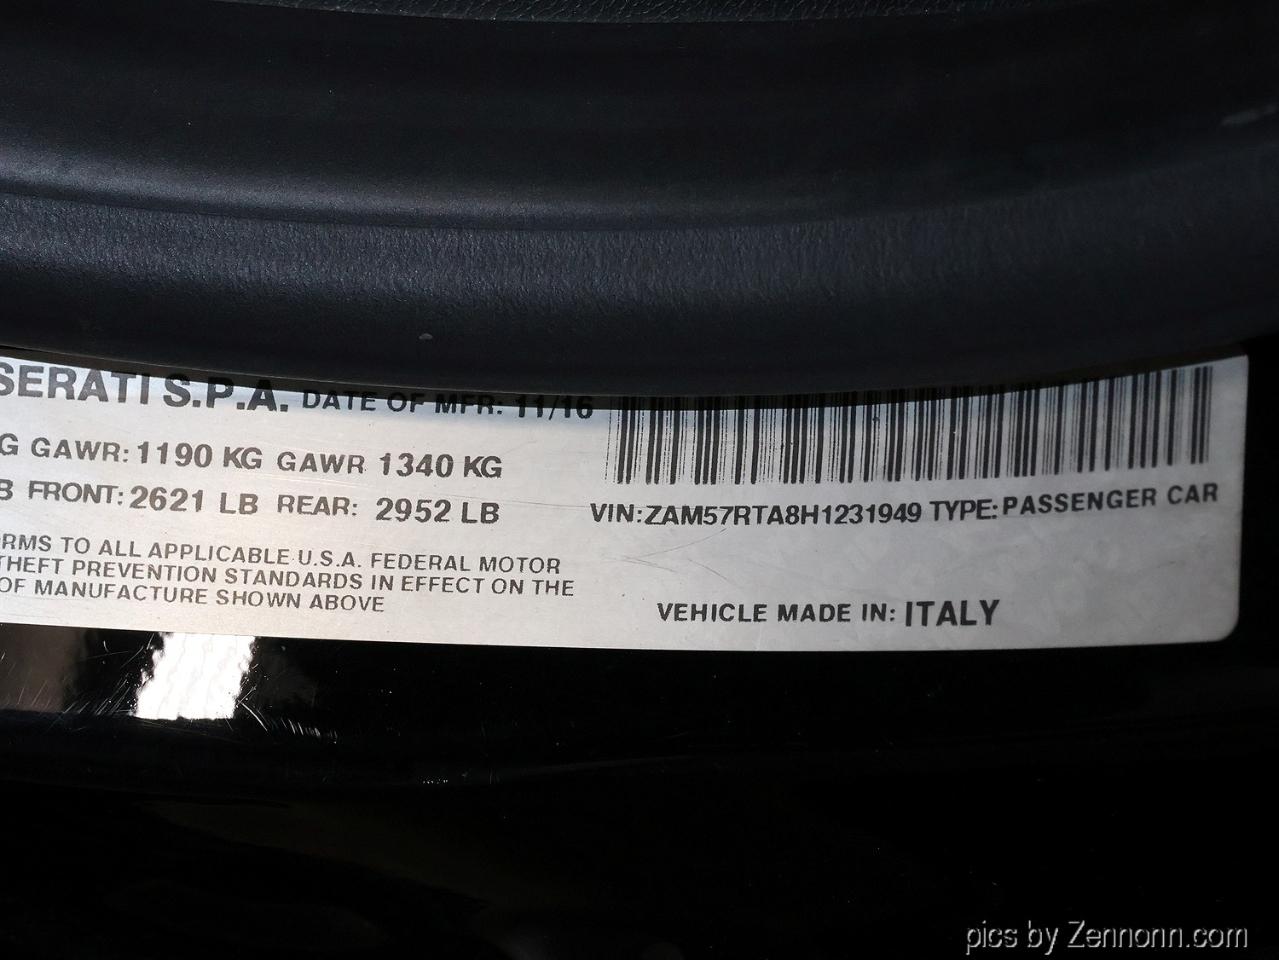 SERATI S.P.A. DATE OF MFR: 11/16
G GAWR: 1190 KG GAWR 1340 KG
B FRONT: 2621 LB REAR: 2952 LB
VIN: ZAM57RTA8H1231949 TYPE: PASSENGER CAR
RMS TO ALL APPLICABLE U.S.A. FEDERAL MOTOR
THEFT PREVENTION STANDARDS IN EFFECT ON THE
OF MANUFACTURE SHOWN ABOVE
VEHICLE MADE IN: ITALY
pics by Zennonn.com